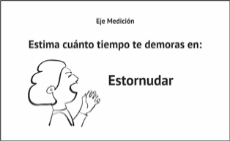 Eje Medición
Estima cuánto tiempo te demoras en:
Estornudar